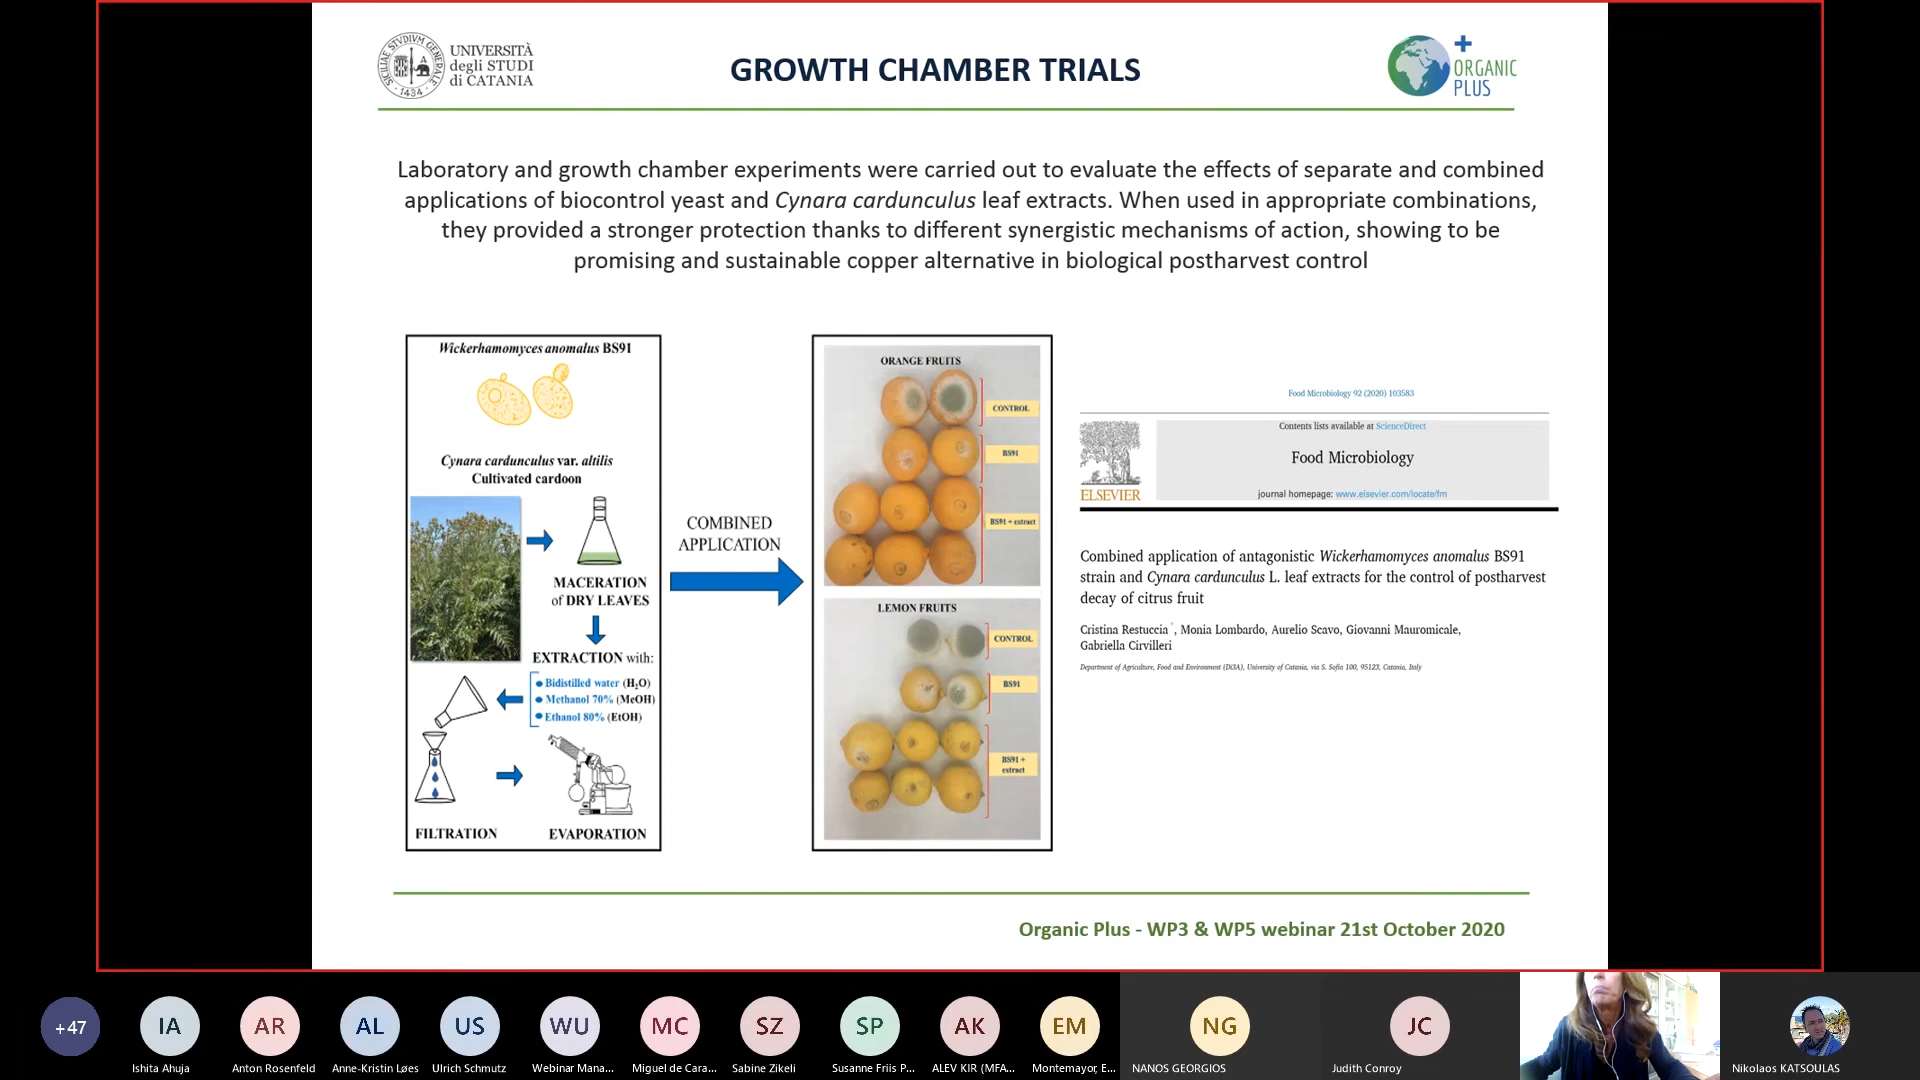 UNIVERSITÀ
degli STUDI
di CATANIA
SICILIAE STVDIVM GENERALE
1434
GROWTH CHAMBER TRIALS
ORGANIC
PLUS
Laboratory and growth chamber experiments were carried out to evaluate the effects of separate and combined
applications of biocontrol yeast and Cynara cardunculus leaf extracts. When used in appropriate combinations,
they provided a stronger protection thanks to different synergistic mechanisms of action, showing to be
promising and sustainable copper alternative in biological postharvest control
Wickerhamomyces anomalus BS91
Cynara cardunculus var. altilis
Cultivated cardoon
MACERATION
of DRY LEAVES
EXTRACTION with:
• Bidistilled water (H₂O)
• Methanol 70% (MeOH)
• Ethanol 80% (EtOH)
FILTRATION
EVAPORATION
COMBINED
APPLICATION
ORANGE FRUITS
CONTROL
BS91
BS91 + extract
LEMON FRUITS
CONTROL
BS91
BS91 +
extract
Food Microbiology 92 (2020) 103583
Contents lists available at ScienceDirect
Food Microbiology
journal homepage: www.elsevier.com/locate/fm
ELSEVIER
Combined application of antagonistic Wickerhamomyces anomalus BS91
strain and Cynara cardunculus L. leaf extracts for the control of postharvest
decay of citrus fruit
Cristina Restuccia*, Monia Lombardo, Aurelio Scavo, Giovanni Mauromicale,
Gabriella Cirvilleri
Department of Agriculture, Food and Environment (Di3A), University of Catania, via S. Sofia 100, 95123, Catania, Italy
Organic Plus - WP3 & WP5 webinar 21st October 2020
+47
IA
AR
AL
US
WU
MC
SZ
SP
AK
EM
NG
JC
Ishita Ahuja
Anton Rosenfeld
Anne-Kristin Løes
Ulrich Schmutz
Webinar Mana...
Miguel de Cara...
Sabine Zikeli
Susanne Friis P...
ALEV KIR (MFA...
Montemayor, E...
NANOS GEORGIOS
Judith Conroy
Nikolaos KATSOULAS